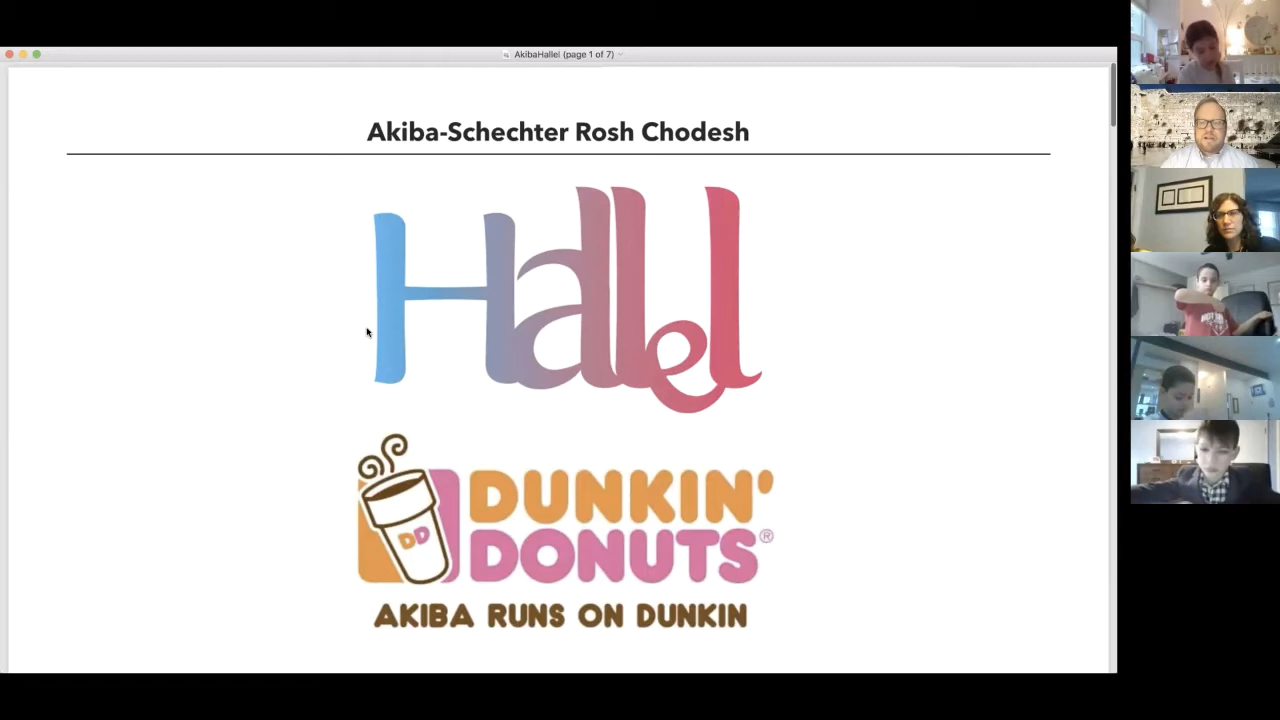 AkibaHallel (page 1 of 7)
Akiba-Schechter Rosh Chodesh
Hallel
DD
DUNKIN'
DONUTS®
AKIBA RUNS ON DUNKIN